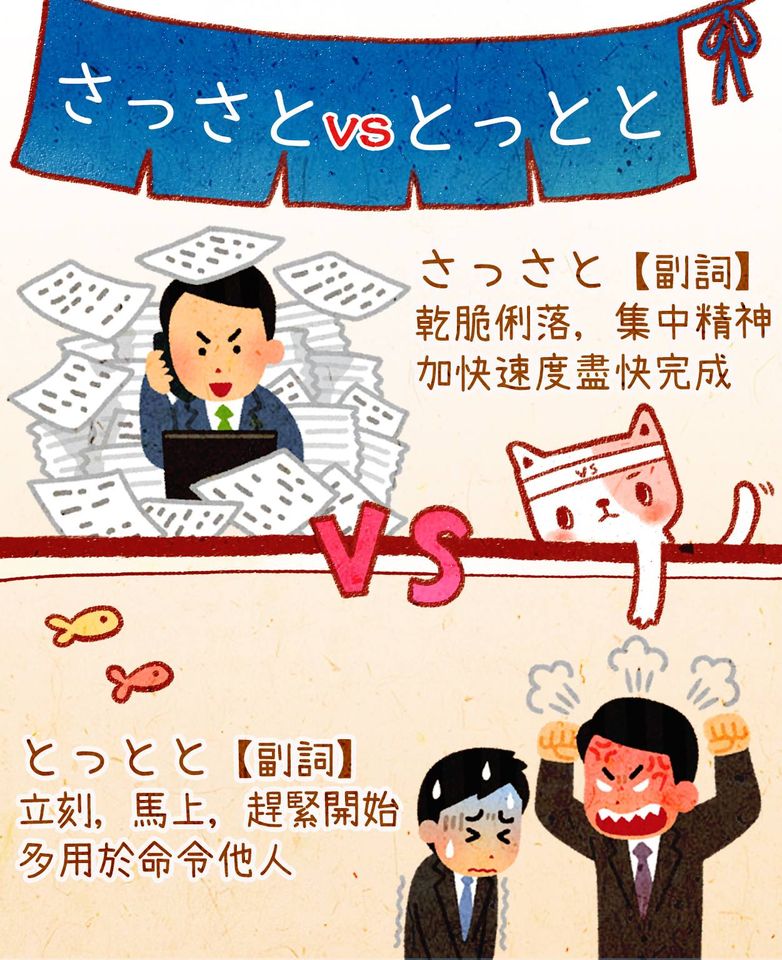 さっさとvsとっとと
さっさと【副詞】
乾脆俐落，集中精神
加快速度盡快完成
vs
VS
とっとと【副詞】
立刻，馬上，趕緊開始
多用於命令他人